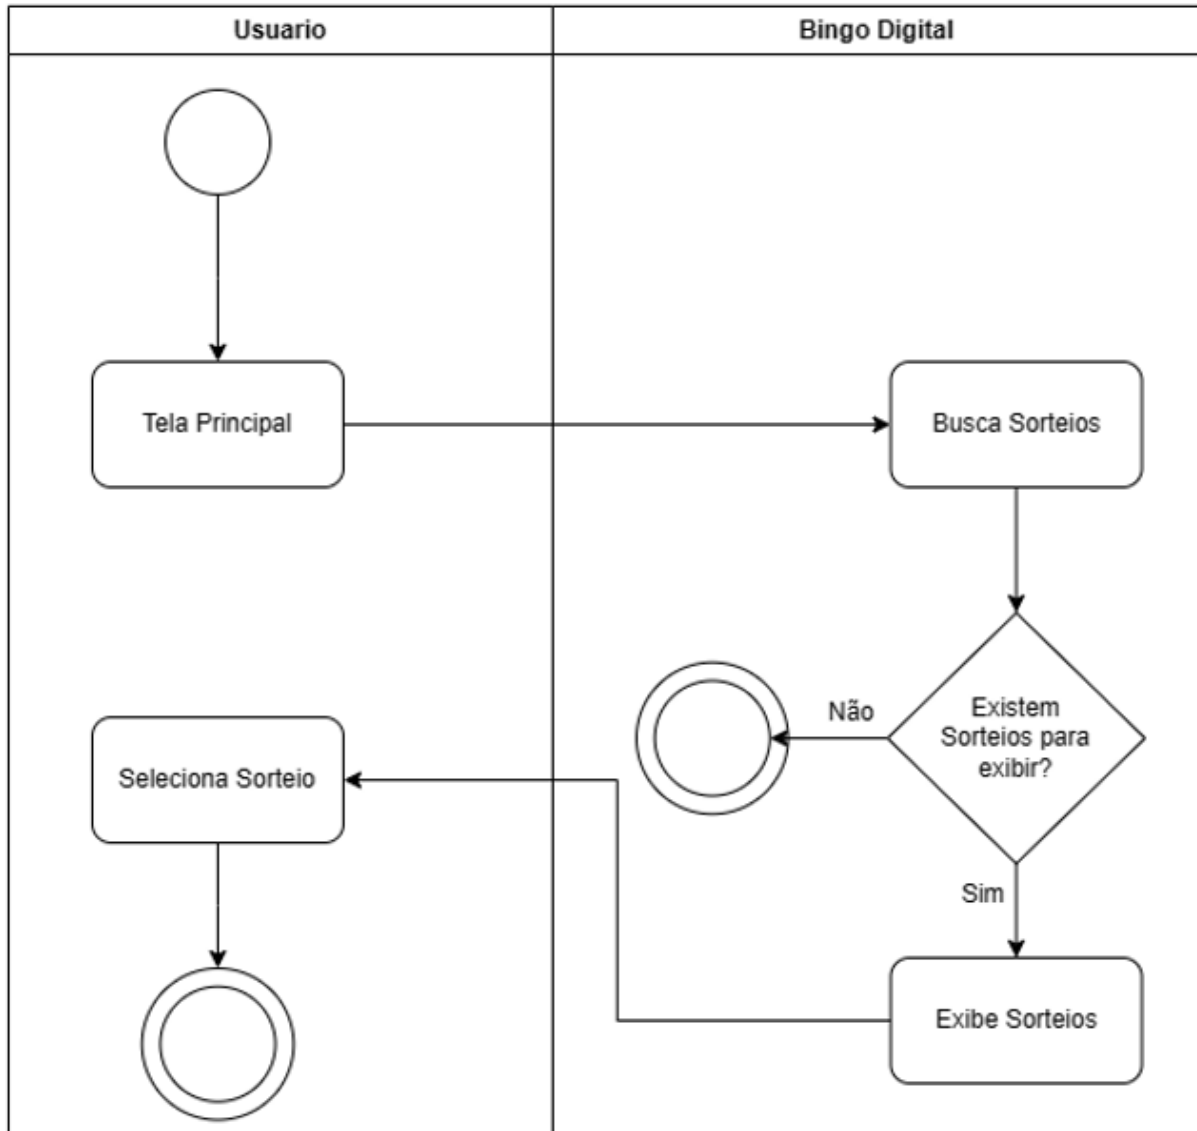 Usuario
Bingo Digital
Tela Principal
Busca Sorteios
Existem
Sorteios para
exibir?
Não
Sim
Exibe Sorteios
Seleciona Sorteio